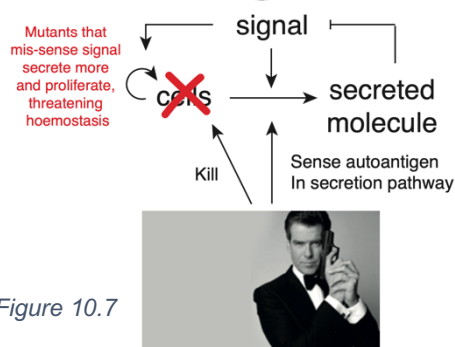 signal
Mutants that
mis-sense signal
secrete more
and proliferate,
threatening
hoemostasis
cells
secreted
molecule
Kill
Sense autoantigen
In secretion pathway
Figure 10.7